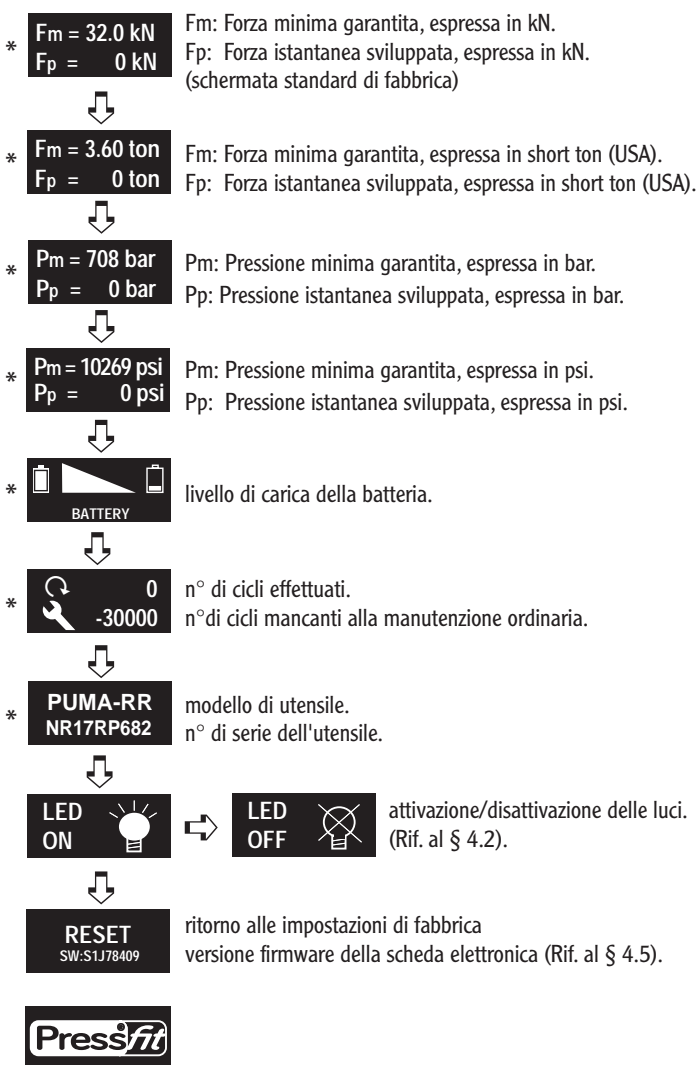 * Fm = 32.0 kN
Fp = 0 kN
Fm: Forza minima garantita, espressa in kN.
Fp: Forza istantanea sviluppata, espressa in kN.
(schermata standard di fabbrica)
* Fm = 3.60 ton
Fp = 0 ton
Fm: Forza minima garantita, espressa in short ton (USA).
Fp: Forza istantanea sviluppata, espressa in short ton (USA).
* Pm = 708 bar
Pp = 0 bar
Pm: Pressione minima garantita, espressa in bar.
Pp: Pressione istantanea sviluppata, espressa in bar.
* Pm = 10269 psi
Pp = 0 psi
Pm: Pressione minima garantita, espressa in psi.
Pp: Pressione istantanea sviluppata, espressa in psi.
* BATTERY
livello di carica della batteria.
* 0
-30000
n° di cicli effettuati.
n°di cicli mancanti alla manutenzione ordinaria.
* PUMA-RR
NR17RP682
modello di utensile.
n° di serie dell'utensile.
LED
ON
LED
OFF
attivazione/disattivazione delle luci.
(Rif. al § 4.2).
RESET
SW:S1J78409
ritorno alle impostazioni di fabbrica
versione firmware della scheda elettronica (Rif. al § 4.5).
Pressfit